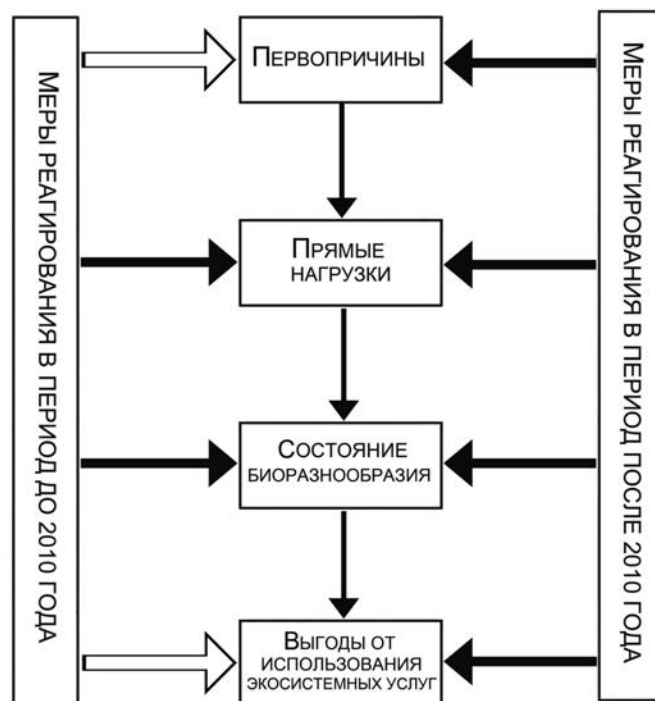 МЕРЫ РЕАГИРОВАНИЯ В ПЕРИОД ДО 2010 ГОДА
ПЕРВОПРИЧИНЫ
ПРЯМЫЕ
НАГРУЗКИ
СОСТОЯНИЕ
БИОРАЗНООБРАЗИЯ
ВЫГОДЫ ОТ
ИСПОЛЬЗОВАНИЯ
ЭКОСИСТЕМНЫХ УСЛУГ
МЕРЫ РЕАГИРОВАНИЯ В ПЕРИОД ПОСЛЕ 2010 ГОДА